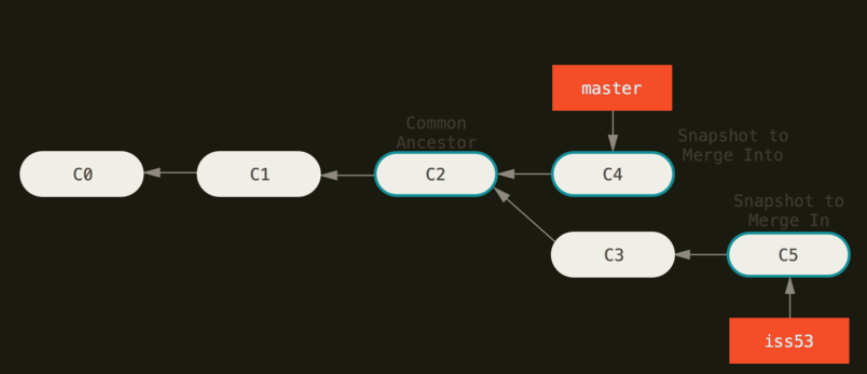 master
Common
Ancestor
Snapshot to
Merge Into
C0
C1
C2
C4
Snapshot to
Merge In
C3
C5
iss53